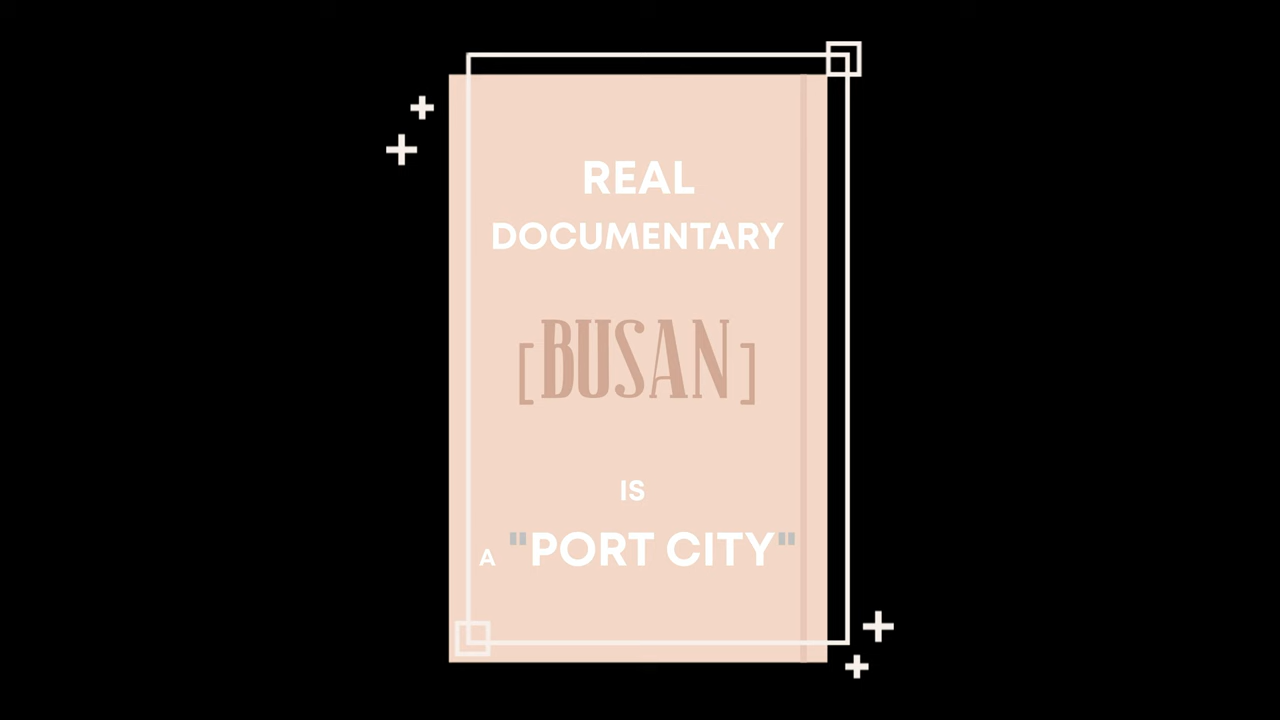 REAL
DOCUMENTARY
[BUSAN]
IS
A "PORT CITY"